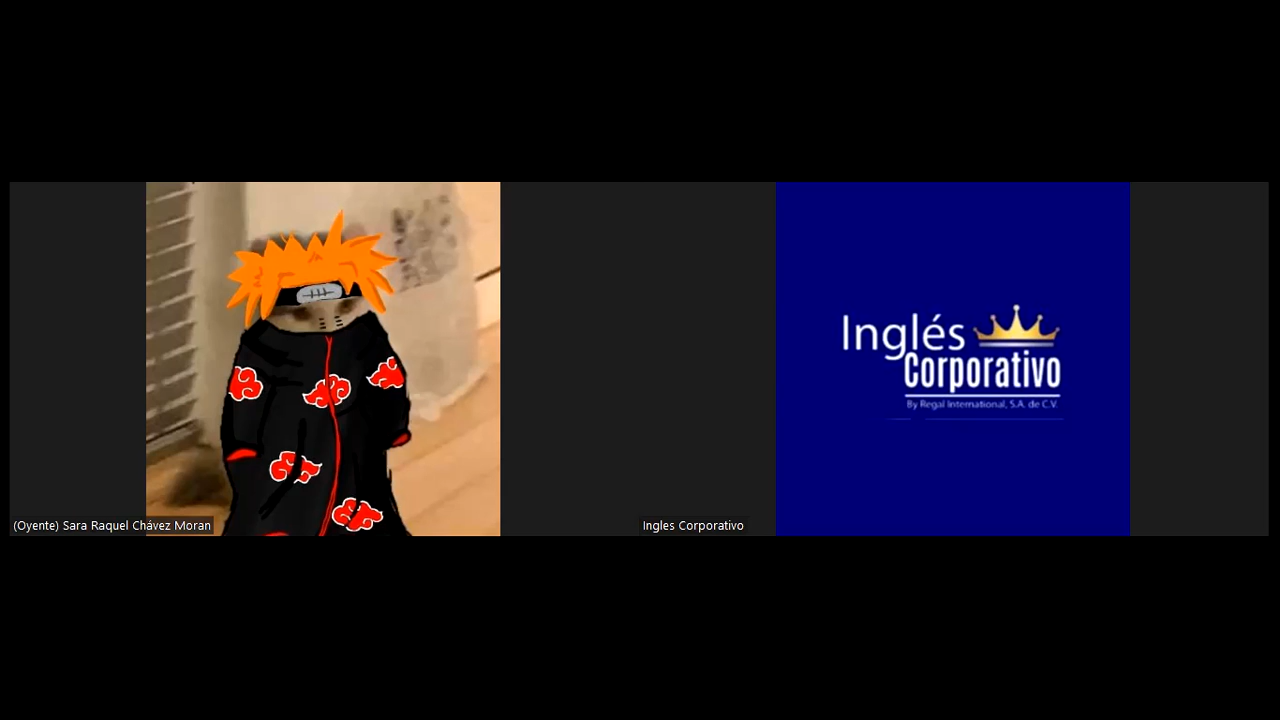 Inglés
Corporativo
By Regal International, S.A. de C.V.
(Oyente) Sara Raquel Chávez Moran
Ingles Corporativo